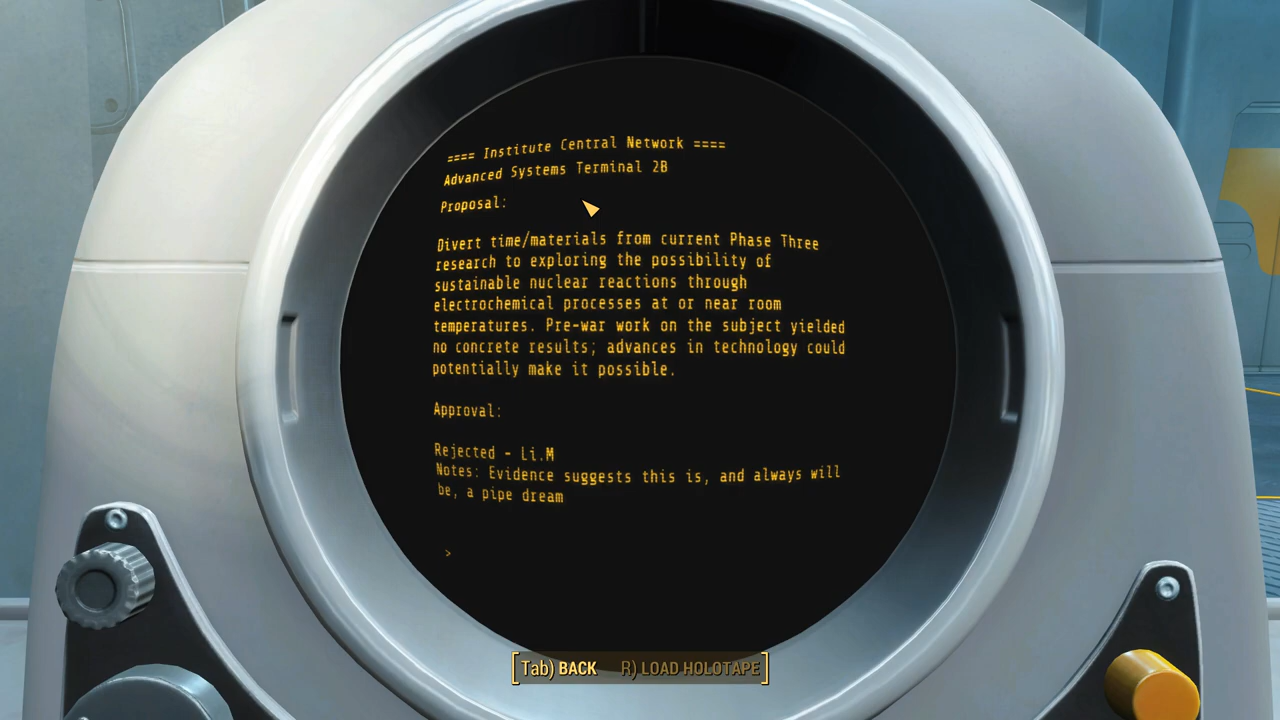 ==== Institute Central Network ====
Advanced Systems Terminal 2B
Proposal:
Divert time/materials from current Phase Three
research to exploring the possibility of
sustainable nuclear reactions through
electrochemical processes at or near room
temperatures. Pre-war work on the subject yielded
no concrete results; advances in technology could
potentially make it possible.
Approval:
Rejected - Li.M
Notes: Evidence suggests this is, and always will
be, a pipe dream
>
[Tab) BACK R) LOAD HOLOTAPE]